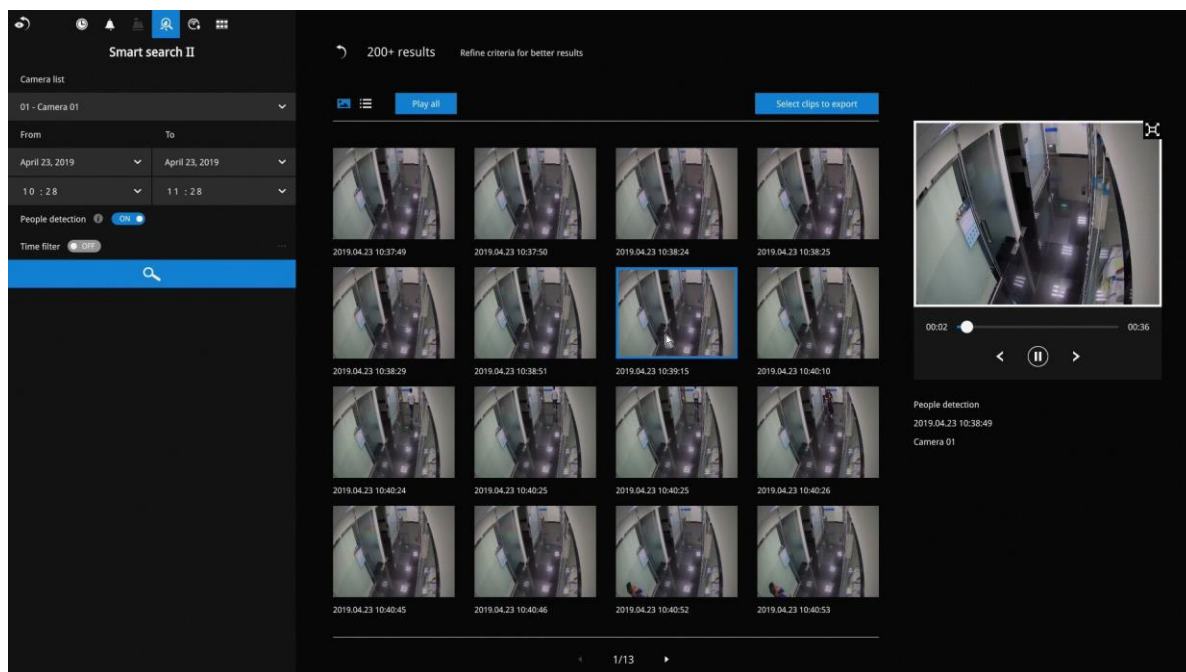 Smart search II
Camera list
01 - Camera 01
From To
April 23, 2019 April 23, 2019
10 : 28 11 : 28
People detection ON
Time filter OFF
200+ results Refine criteria for better results
Play all Select clips to export
2019.04.23 10:37:49 2019.04.23 10:37:50 2019.04.23 10:38:24 2019.04.23 10:38:25
2019.04.23 10:38:29 2019.04.23 10:38:51 2019.04.23 10:39:15 2019.04.23 10:40:10
2019.04.23 10:40:24 2019.04.23 10:40:25 2019.04.23 10:40:25 2019.04.23 10:40:26
2019.04.23 10:40:45 2019.04.23 10:40:46 2019.04.23 10:40:52 2019.04.23 10:40:53
1/13
00:02 00:36
People detection
2019.04.23 10:38:49
Camera 01